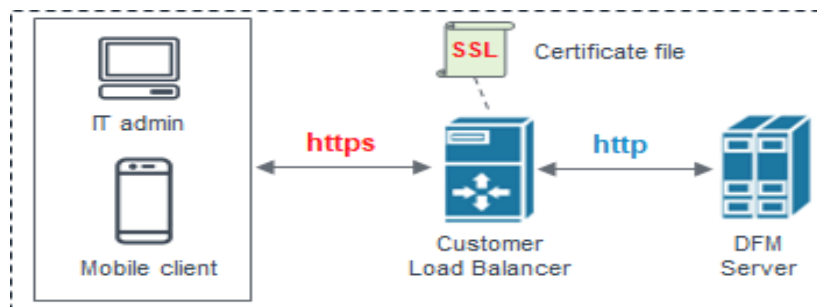 SSL
Certificate file
IT admin
https
http
Mobile client
Customer
Load Balancer
DFM
Server